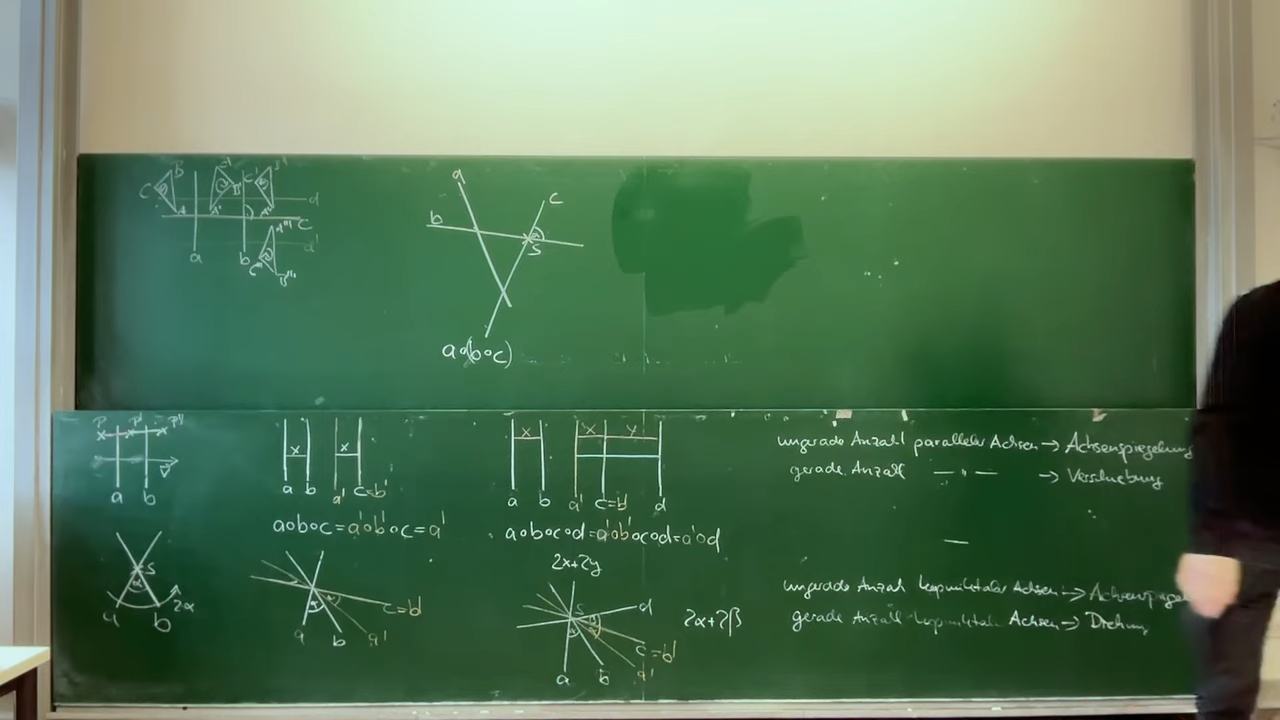 C B A A' B' C' A'' d
c
a b A''' d'
C''' B'''
a
b c
α S
a∘(b∘c)
P P' P''
v
a b
x x
a b a' c=b'
a∘b∘c=a'∘b'∘c=a'
x x y
a b a' c=b' d
a∘b∘c∘d=a'∘b'∘c∘d=a'∘d
2x+2y
ungerade Anzahl paralleler Achsen → Achsenspiegelung
gerade Anzahl — " — → Verschiebung
S
α 2α
a b
c=b'
a b a'
S d
2α+2β
c=b'
a b a'
ungerade Anzahl kopunktaler Achsen → Achsenspiegel
gerade Anzahl kopunktaler Achsen → Drehung